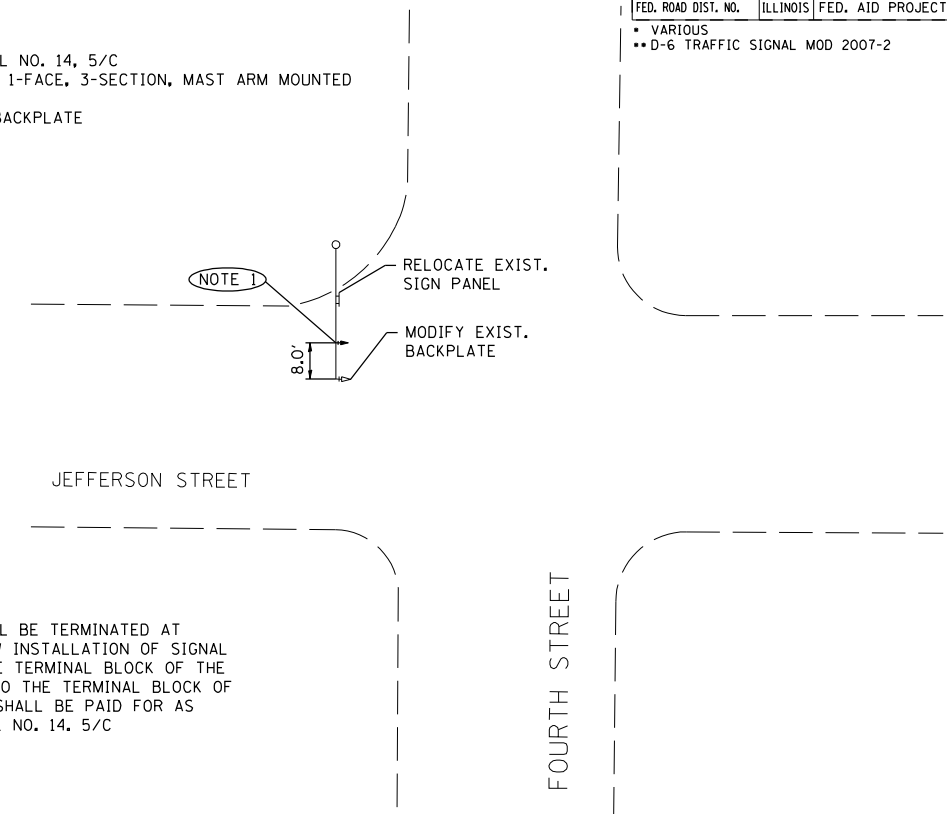 FED. ROAD DIST. NO. ILLINOIS FED. AID PROJECT
* VARIOUS
** D-6 TRAFFIC SIGNAL MOD 2007-2
L NO. 14, 5/C
1-FACE, 3-SECTION, MAST ARM MOUNTED
BACKPLATE
NOTE 1
RELOCATE EXIST.
SIGN PANEL
MODIFY EXIST.
BACKPLATE
8.0'
JEFFERSON STREET
FOURTH STREET
L BE TERMINATED AT
INSTALLATION OF SIGNAL
E TERMINAL BLOCK OF THE
O THE TERMINAL BLOCK OF
SHALL BE PAID FOR AS
NO. 14. 5/C